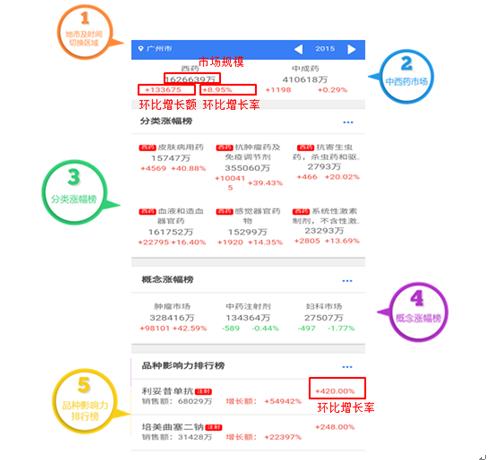 1
地市及时间
切换区域
广州市
2015
西药
市场规模
中成药
1626639万
410618万
+133675
+8.95%
+1198
+0.29%
环比增长额
环比增长率
2
中西药市场
分类涨幅榜
3
分类涨幅榜
西药 皮肤病用药
15747万
+4569 +40.88%
西药 抗肿瘤药及
免疫调节剂
355060万
+10041
5
+39.43%
西药 抗寄生虫
药，杀虫药和驱.
2793万
+466 +20.02%
西药 血液和造血
器官药
161752万
+22795 +16.40%
西药 感觉器官药
物
15299万
+1920 +14.35%
西药 系统性激素
制剂，不含性激.
23293万
+2805 +13.69%
概念涨幅榜
4
概念涨幅榜
肿瘤市场
中药注射剂
妇科市场
328416万
134364万
27507万
+98101 +42.59%
-589 -0.44%
-497 -1.77%
5
品种影响力
排行榜
品种影响力排行榜
利妥昔单抗 注射
+420.00%
销售额： 68029万 增长额： +54942%
环比增长率
培美曲塞二钠 注射
+248.00%
销售额： 31428万 增长额： +22397%